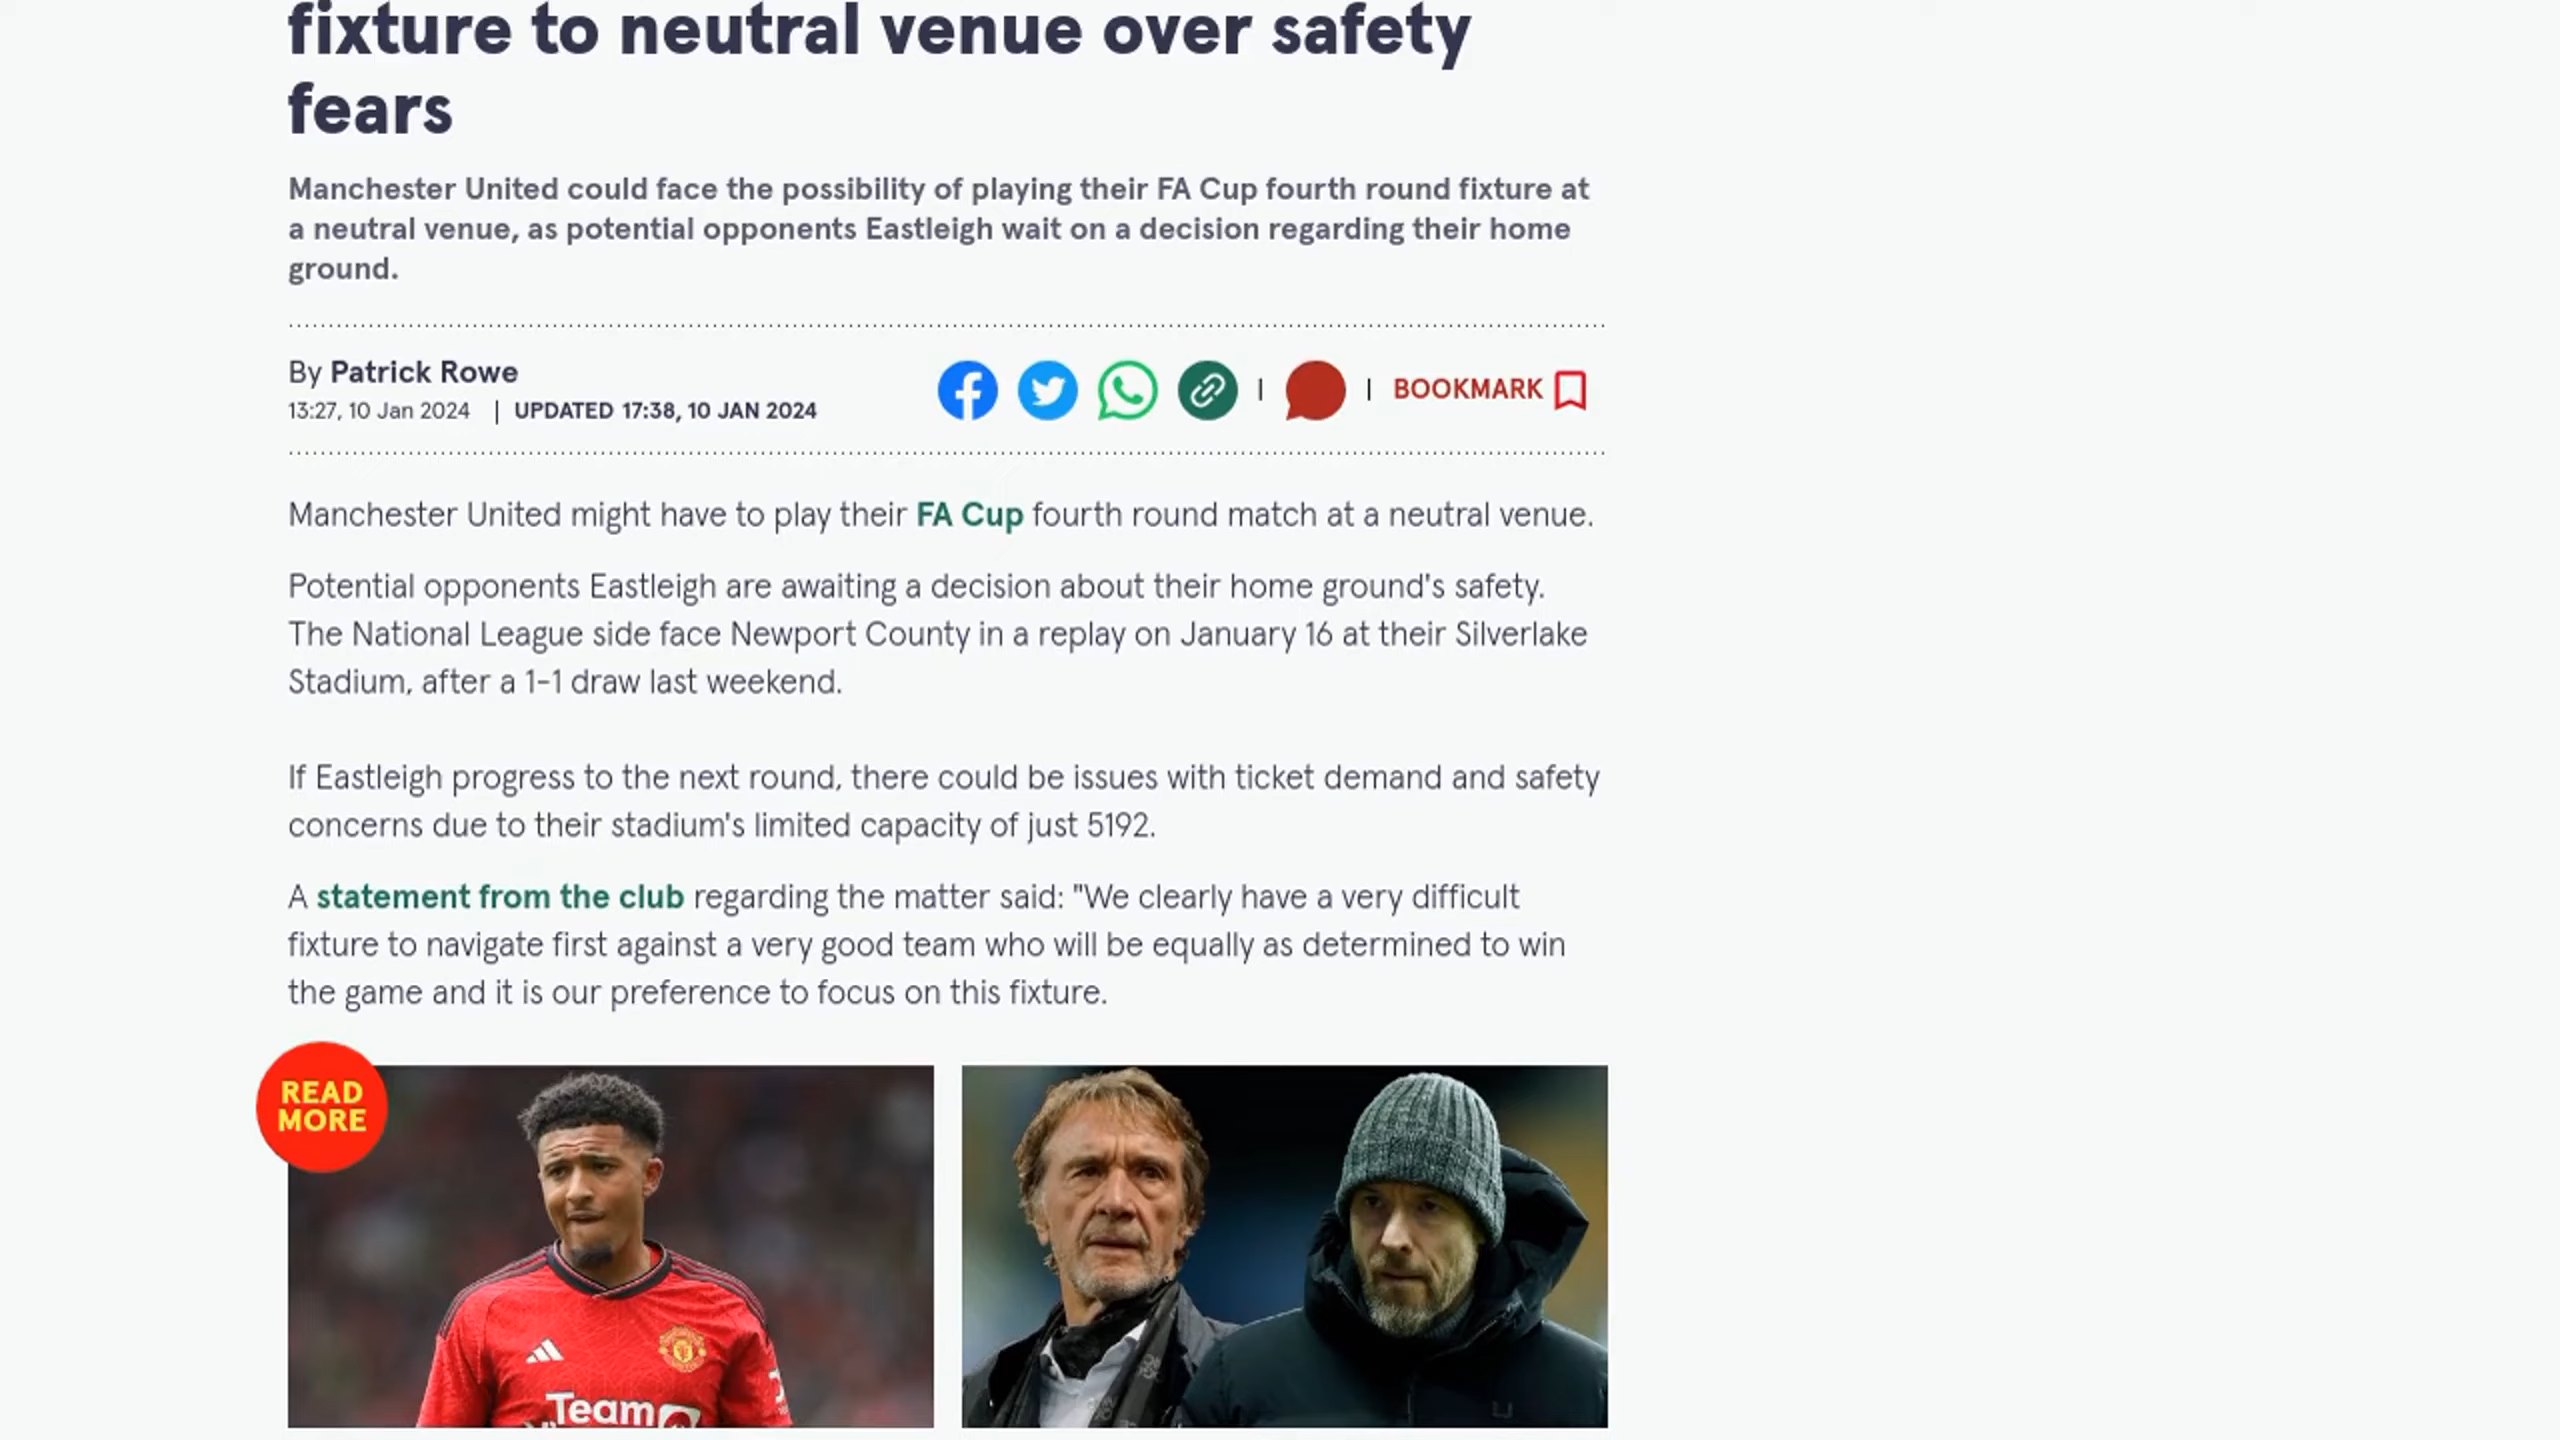 fixture to neutral venue over safety
fears
Manchester United could face the possibility of playing their FA Cup fourth round fixture at
a neutral venue, as potential opponents Eastleigh wait on a decision regarding their home
ground.
By Patrick Rowe
13:27, 10 Jan 2024 | UPDATED 17:38, 10 JAN 2024
| | BOOKMARK
Manchester United might have to play their FA Cup fourth round match at a neutral venue.
Potential opponents Eastleigh are awaiting a decision about their home ground's safety.
The National League side face Newport County in a replay on January 16 at their Silverlake
Stadium, after a 1-1 draw last weekend.
If Eastleigh progress to the next round, there could be issues with ticket demand and safety
concerns due to their stadium's limited capacity of just 5192.
A statement from the club regarding the matter said: "We clearly have a very difficult
fixture to navigate first against a very good team who will be equally as determined to win
the game and it is our preference to focus on this fixture.
READ
MORE
Team